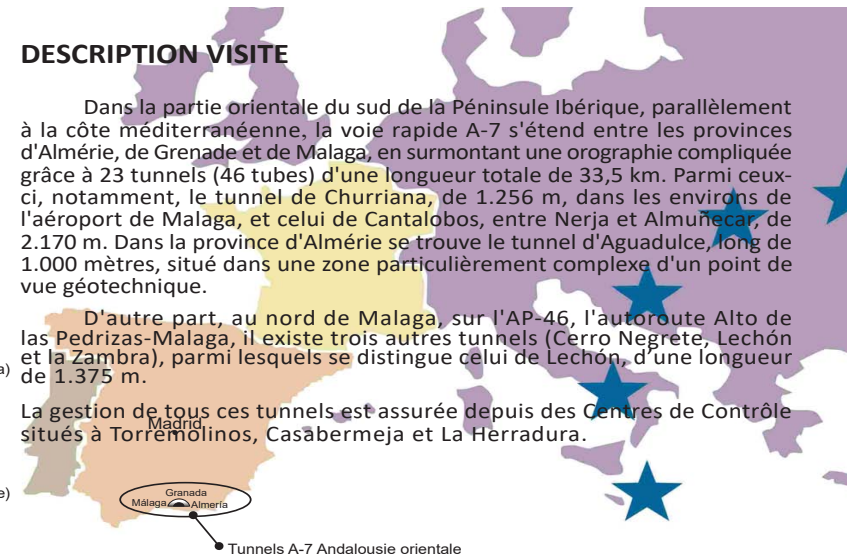 DESCRIPTION VISITE
Dans la partie orientale du sud de la Péninsule Ibérique, parallèlement
à la côte méditerranéenne, la voie rapide A-7 s'étend entre les provinces
d'Almérie, de Grenade et de Malaga, en surmontant une orographie compliquée
grâce à 23 tunnels (46 tubes) d'une longueur totale de 33,5 km. Parmi ceux-
ci, notamment, le tunnel de Churriana, de 1.256 m, dans les environs de
l'aéroport de Malaga, et celui de Cantalobos, entre Nerja et Almuñecar, de
2.170 m. Dans la province d'Almérie se trouve le tunnel d'Aguadulce, long de
1.000 mètres, situé dans une zone particulièrement complexe d'un point de
vue géotechnique.
D'autre part, au nord de Malaga, sur l'AP-46, l'autoroute Alto de
las Pedrizas-Malaga, il existe trois autres tunnels (Cerro Negrete, Lechón
et la Zambra), parmi lesquels se distingue celui de Lechón, d'une longueur
a) de 1.375 m.
La gestion de tous ces tunnels est assurée depuis des Centres de Contrôle
situés à Torremolinos, Casabermeja et La Herradura.
Madrid
e)
Granada
Málaga Almería
Tunnels A-7 Andalousie orientale